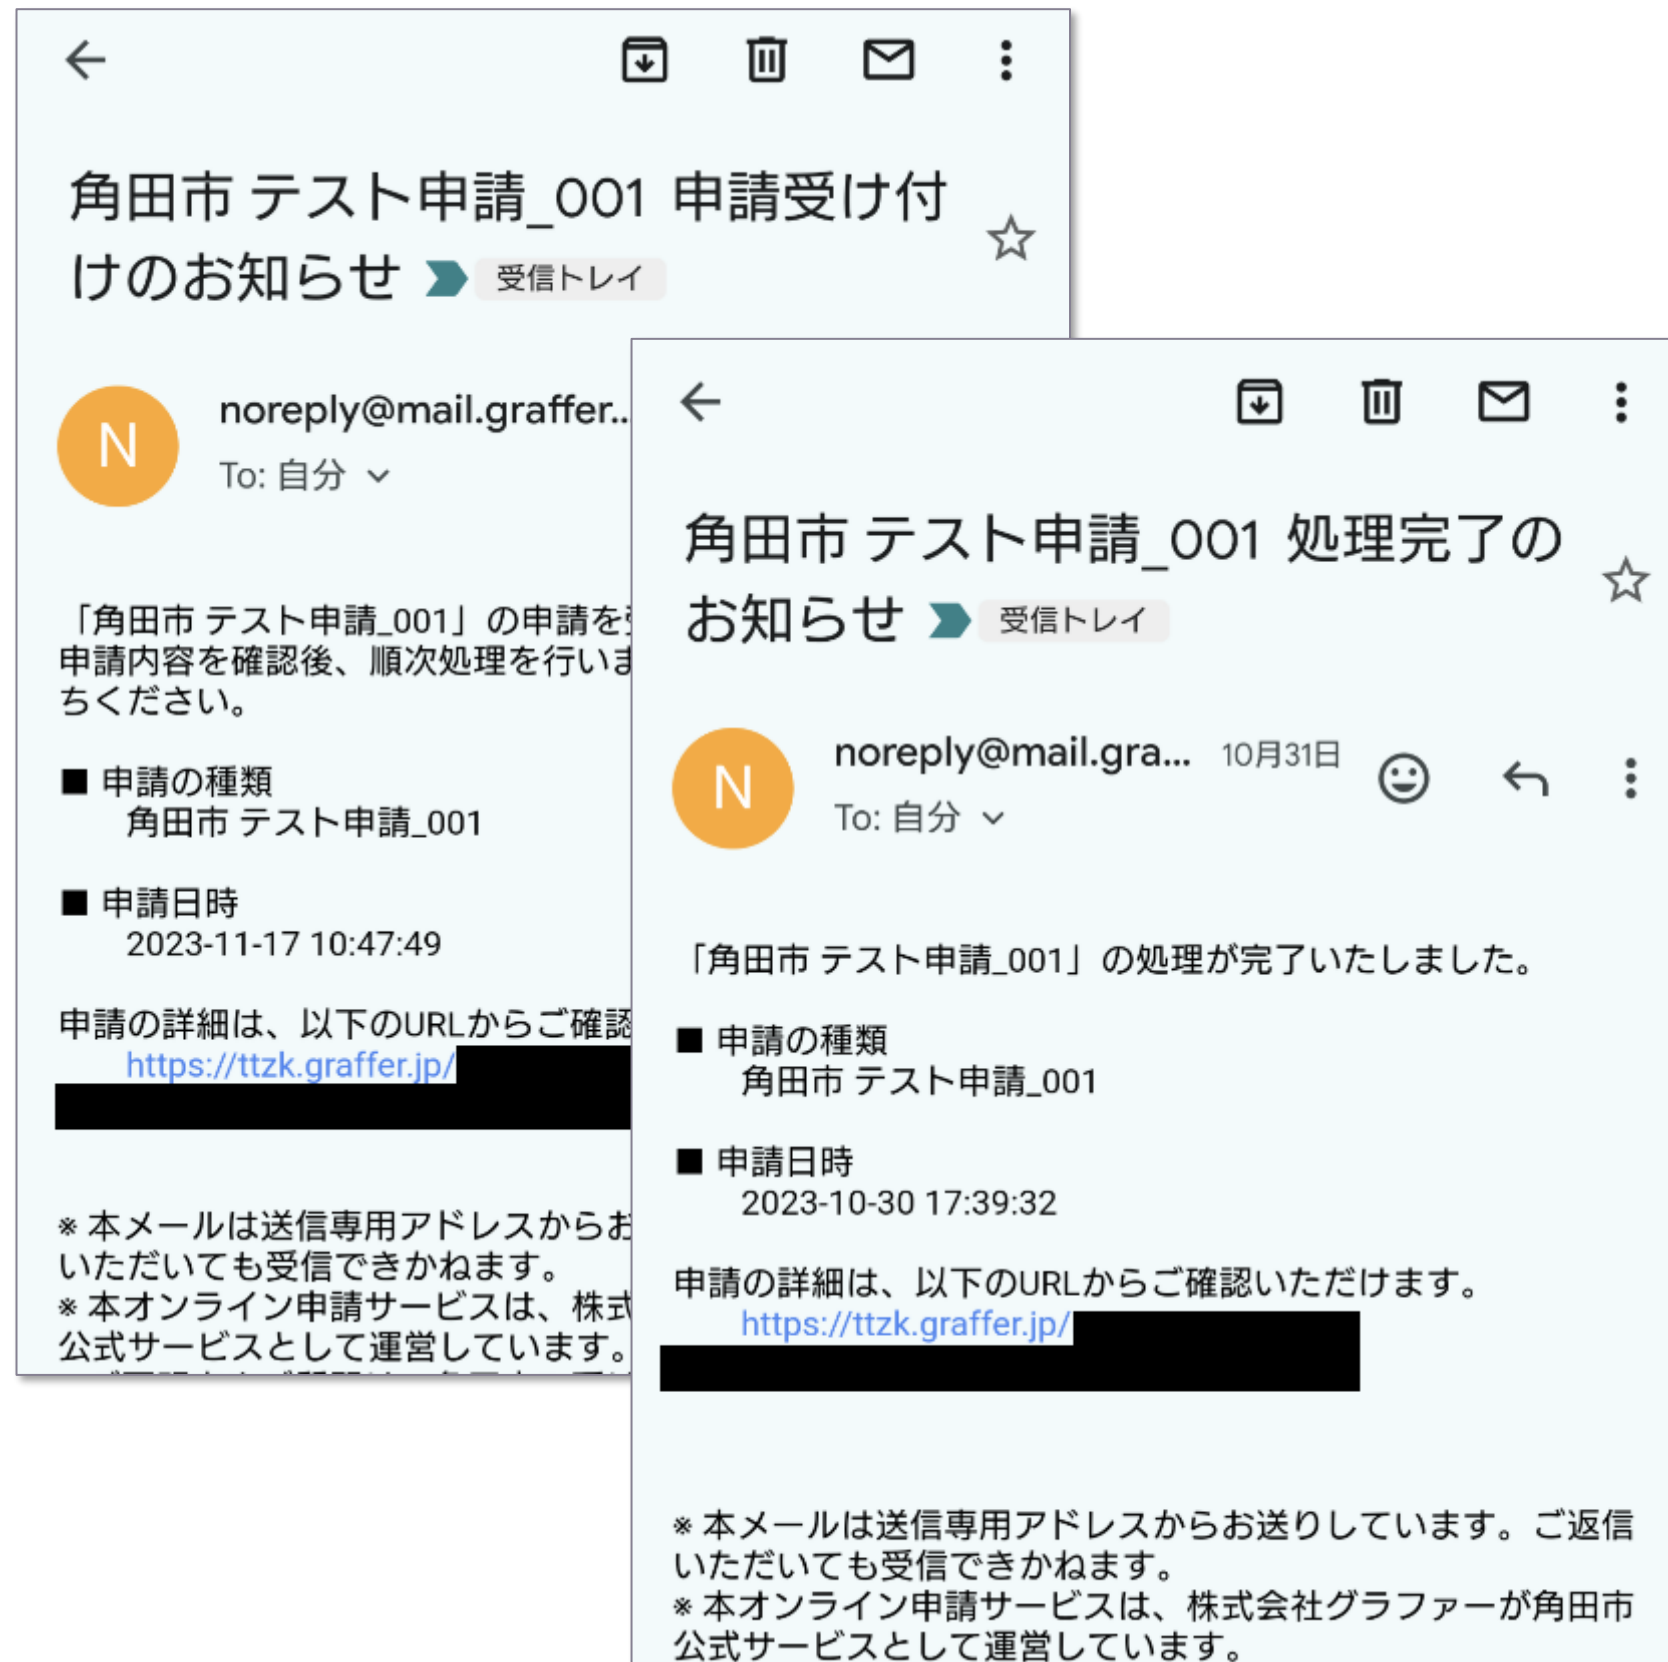 角田市 テスト申請_001 申請受け付
けのお知らせ 受信トレイ
N
noreply@mail.graffer...
To: 自分
「角田市 テスト申請_001」の申請を
申請内容を確認後、順次処理を行いま
ちください。
■ 申請の種類
角田市 テスト申請_001
■ 申請日時
2023-11-17 10:47:49
申請の詳細は、以下のURLからご確認
https://ttzk.graffer.jp/
※ 本メールは送信専用アドレスからお
いただいても受信できかねます。
※ 本オンライン申請サービスは、株式
公式サービスとして運営しています。
角田市 テスト申請_001 処理完了の
お知らせ 受信トレイ
N
noreply@mail.gra... 10月31日
To: 自分
「角田市 テスト申請_001」の処理が完了いたしました。
■ 申請の種類
角田市 テスト申請_001
■ 申請日時
2023-10-30 17:39:32
申請の詳細は、以下のURLからご確認いただけます。
https://ttzk.graffer.jp/
※ 本メールは送信専用アドレスからお送りしています。ご返信
いただいても受信できかねます。
※ 本オンライン申請サービスは、株式会社グラファーが角田市
公式サービスとして運営しています。